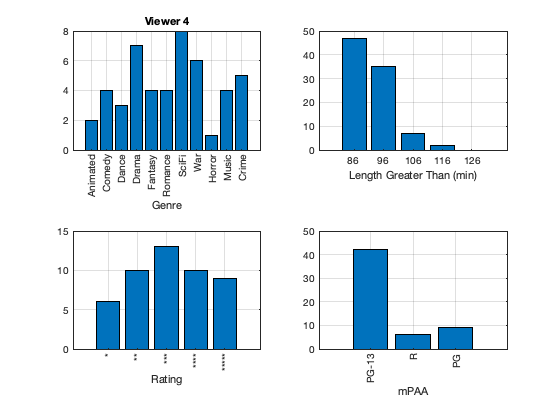 Viewer 4
8
6
4
2
0
Animated
Comedy
Dance
Drama
Fantasy
Romance
SciFi
War
Horror
Music
Crime
Genre
50
40
30
20
10
0
86 96 106 116 126
Length Greater Than (min)
15
10
5
0
*
**
***
****
*****
Rating
50
40
30
20
10
0
PG-13
R
PG
mPAA